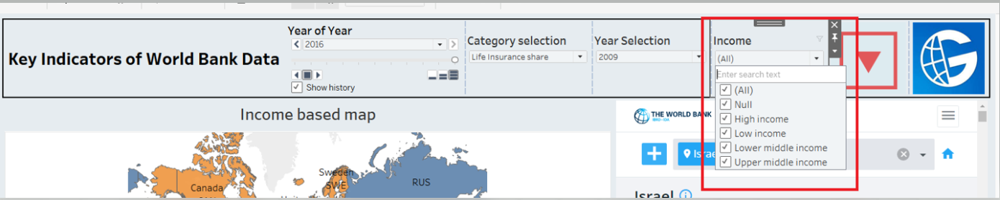 Key Indicators of World Bank Data
Year of Year
2016
Show history
Category selection
Life Insurance share
Year Selection
2009
Income
(All)
Enter search text
(All)
Null
High income
Low income
Lower middle income
Upper middle income
Income based map
Canada
Sweden
SWE
RUS
THE WORLD BANK
IBRD • IDA
Israel